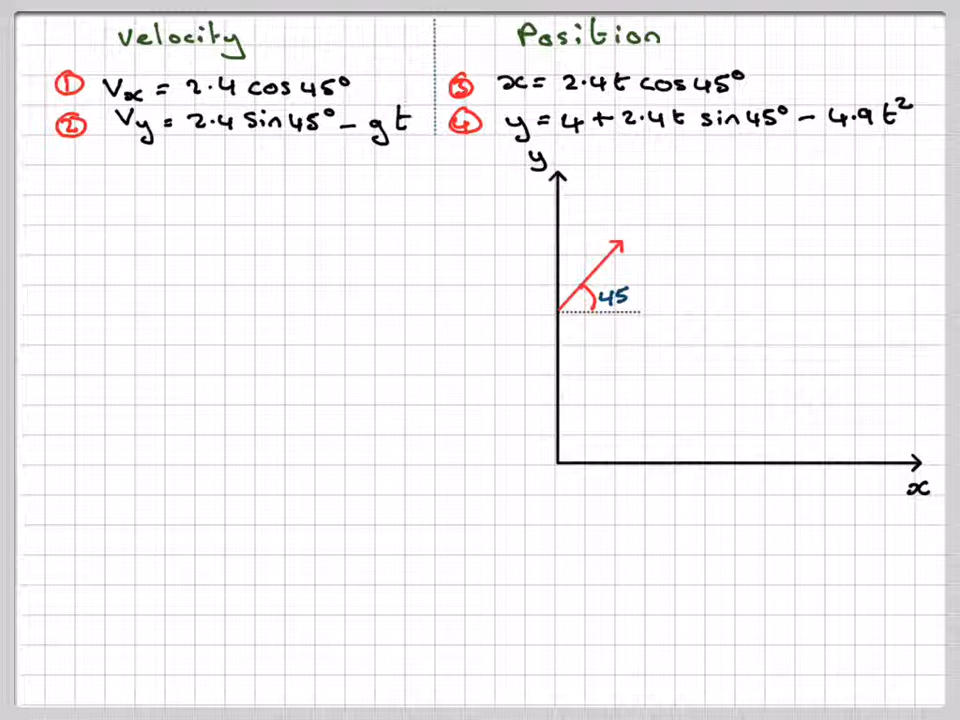 Velocity
① Vx = 2.4 cos 45°
② Vy = 2.4 Sin 45° - gt
Position
③ x = 2.4t cos 45°
④ y = 4 + 2.4t sin 45° - 4.9t²
y
45
x